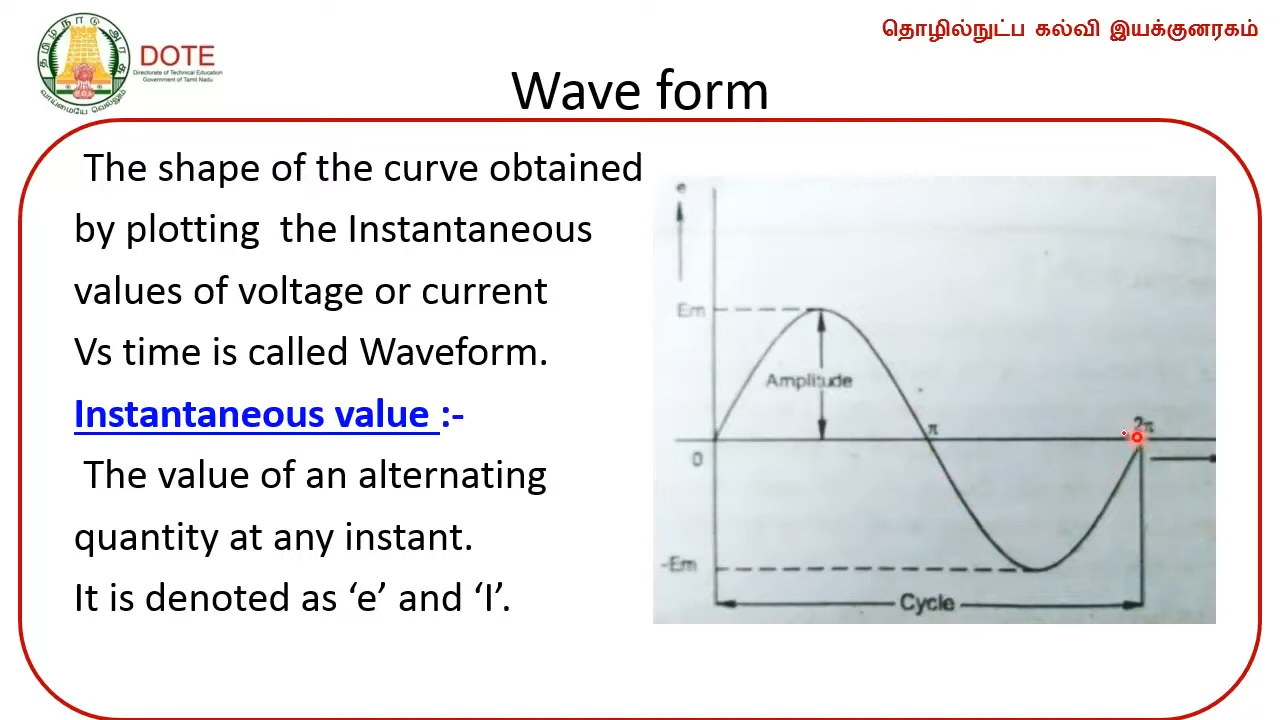 தமிழ்நாடு அரசு
வாய்மையே வெல்லும்
DOTE
Directorate of Technical Education
Government of Tamil Nadu
தொழில்நுட்ப கல்வி இயக்குனரகம்
Wave form
The shape of the curve obtained
by plotting the Instantaneous
values of voltage or current
Vs time is called Waveform.
Instantaneous value :-
The value of an alternating
quantity at any instant.
It is denoted as ‘e’ and ‘I’.
e
Em
Amplitude
π
2π
0
-Em
Cycle